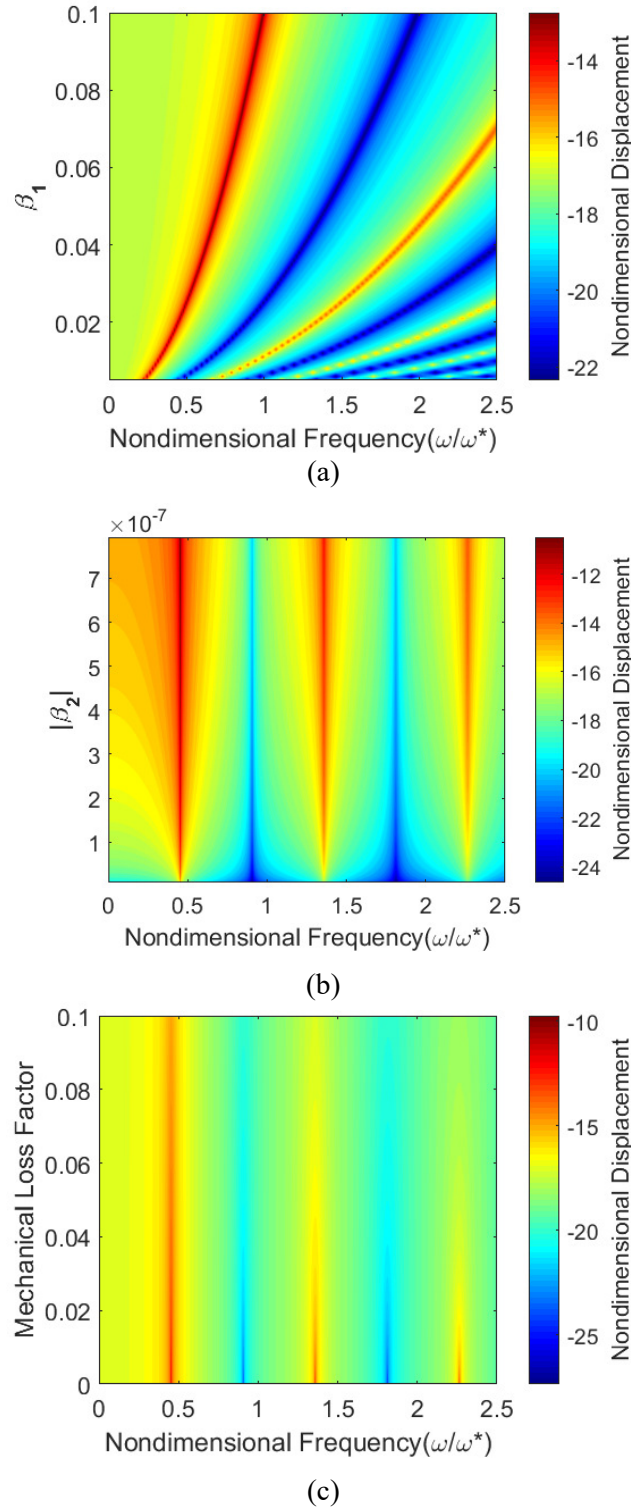 0.1
0.08
0.06
0.04
0.02
β1
0 0.5 1 1.5 2 2.5
Nondimensional Frequency(ω/ω*)
-14
-16
-18
-20
-22
Nondimensional Displacement
(a)
×10-7
7
6
5
4
3
2
1
|β2|
0 0.5 1 1.5 2 2.5
Nondimensional Frequency(ω/ω*)
-12
-14
-16
-18
-20
-22
-24
Nondimensional Displacement
(b)
0.1
0.08
0.06
0.04
0.02
0
Mechanical Loss Factor
0 0.5 1 1.5 2 2.5
Nondimensional Frequency(ω/ω*)
-10
-15
-20
-25
Nondimensional Displacement
(c)